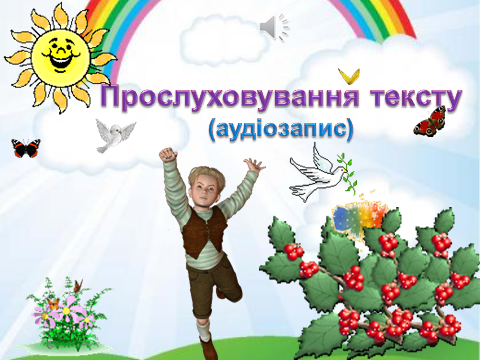 Прослуховування тексту
(аудіозапис)